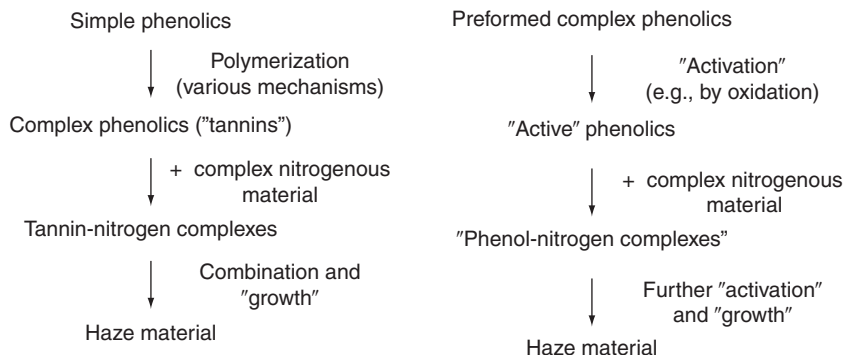 Simple phenolics
Polymerization
(various mechanisms)
Complex phenolics (″tannins″)
+ complex nitrogenous
material
Tannin-nitrogen complexes
Combination and
″growth″
Haze material
Preformed complex phenolics
″Activation″
(e.g., by oxidation)
″Active″ phenolics
+ complex nitrogenous
material
″Phenol-nitrogen complexes”
Further ″activation″
and ″growth″
Haze material